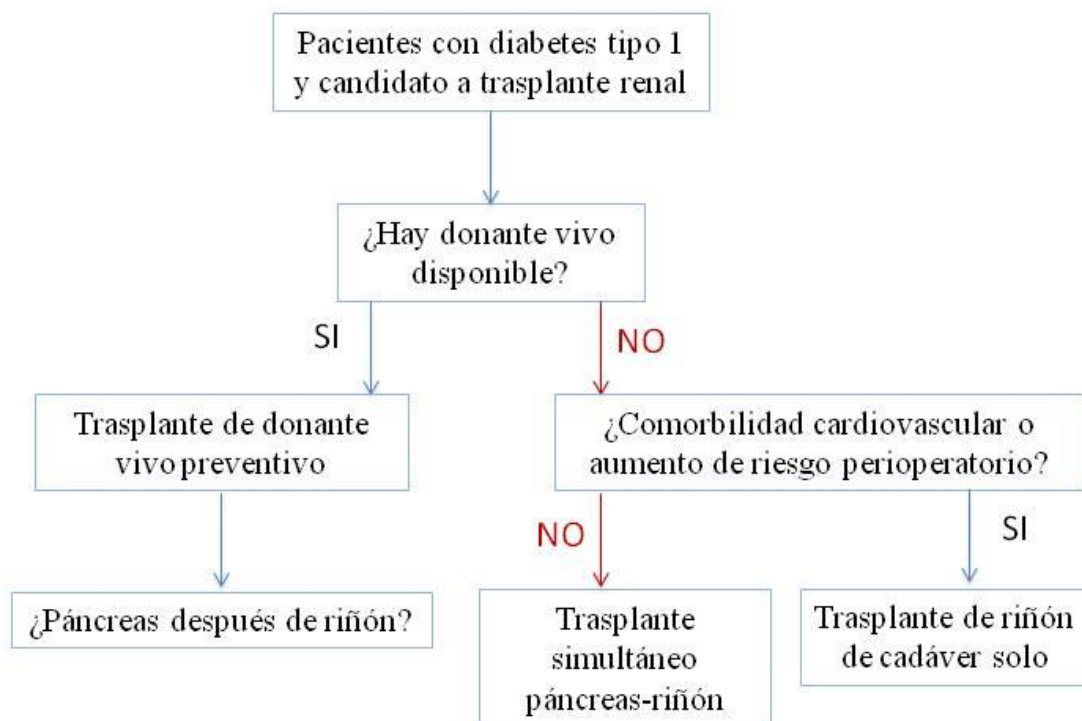 Pacientes con diabetes tipo 1
y candidato a trasplante renal
¿Hay donante vivo
disponible?
SI
NO
Trasplante de donante
vivo preventivo
¿Comorbilidad cardiovascular o
aumento de riesgo perioperatorio?
NO
SI
¿Páncreas después de riñón?
Trasplante
simultáneo
páncreas-riñón
Trasplante de riñón
de cadáver solo